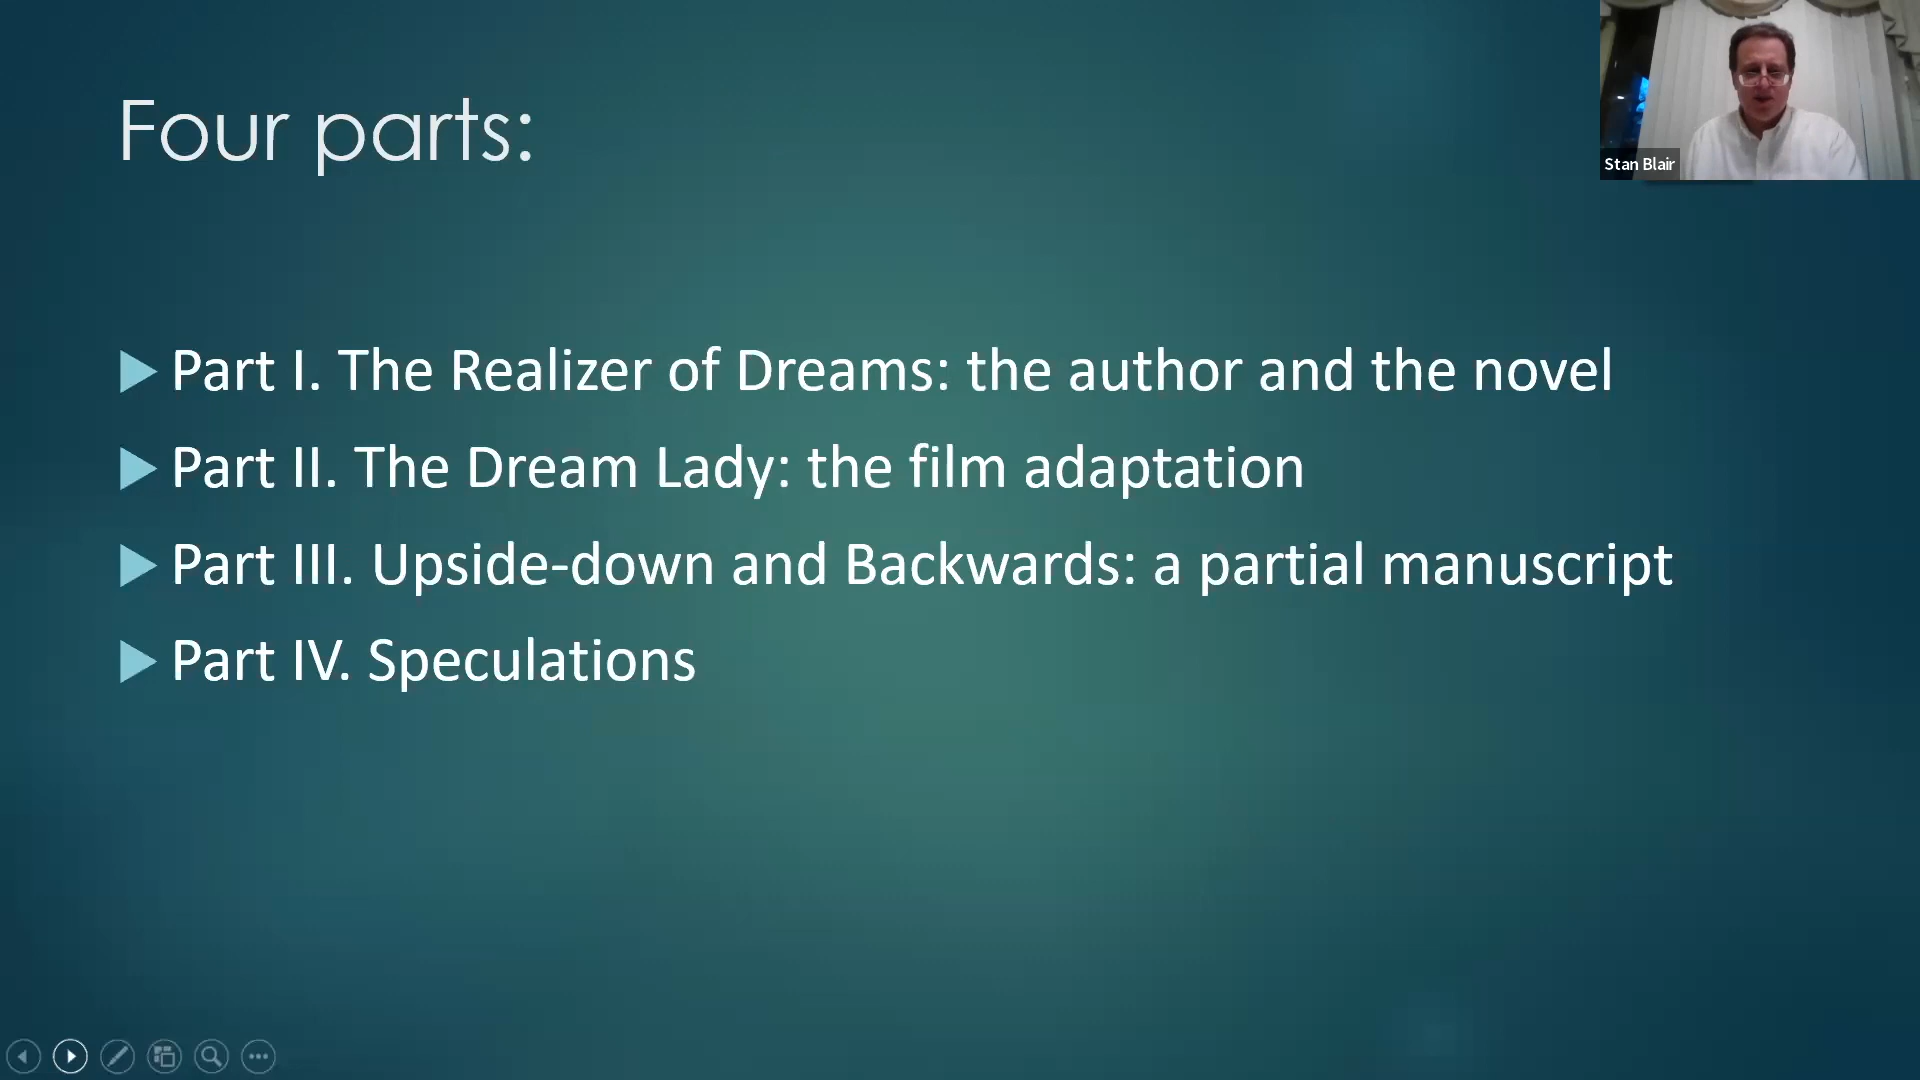 Four parts:
Stan Blair
Part I. The Realizer of Dreams: the author and the novel
Part II. The Dream Lady: the film adaptation
Part III. Upside-down and Backwards: a partial manuscript
Part IV. Speculations